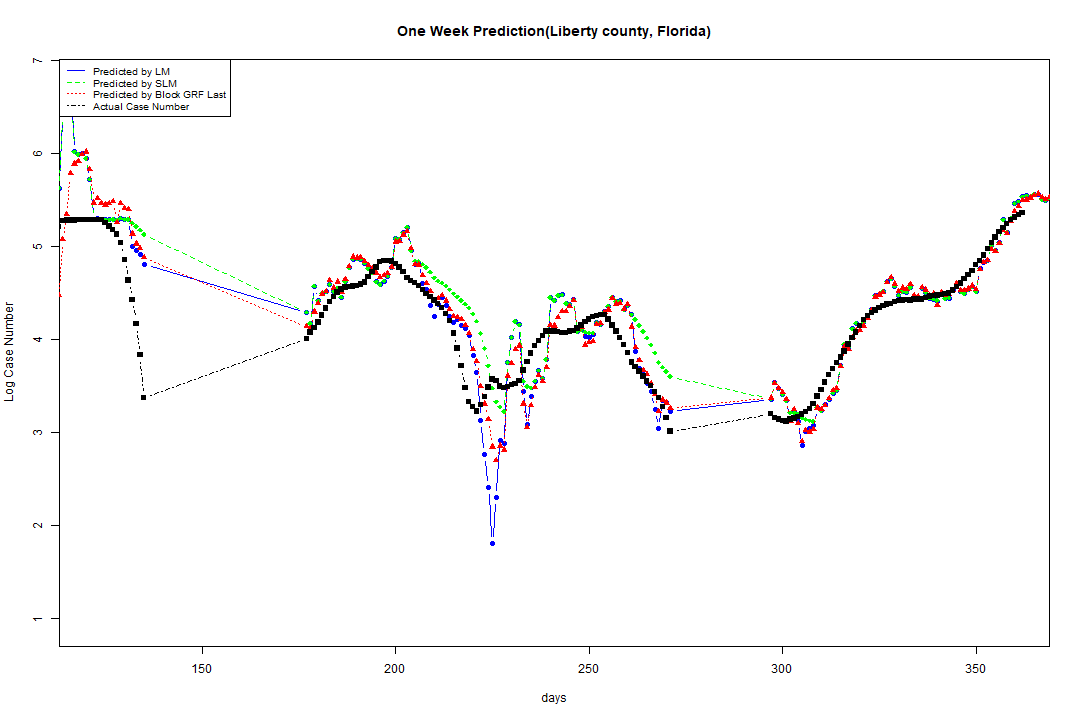 One Week Prediction(Liberty county, Florida)
Predicted by LM
Predicted by SLM
Predicted by Block GRF Last
Actual Case Number
7
6
5
4
3
2
1
Log Case Number
150 200 250 300 350
days